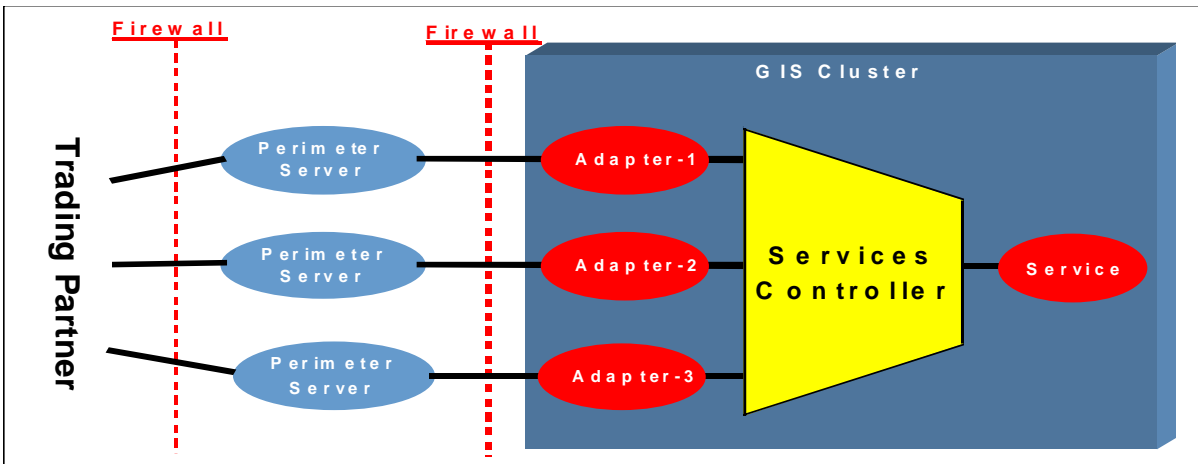 Firewall
Firewall
GIS Cluster
Trading Partner
Perimeter
Server
Adapter-1
Perimeter
Server
Adapter-2
Services
Controller
Service
Perimeter
Server
Adapter-3